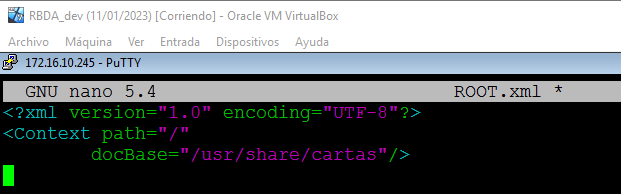 RBDA_dev (11/01/2023) [Corriendo] - Oracle VM VirtualBox
Archivo Máquina Ver Entrada Dispositivos Ayuda
172.16.10.245 - PuTTY
GNU nano 5.4 ROOT.xml *
<?xml version="1.0" encoding="UTF-8"?>
<Context path="/"
docBase="/usr/share/cartas"/>